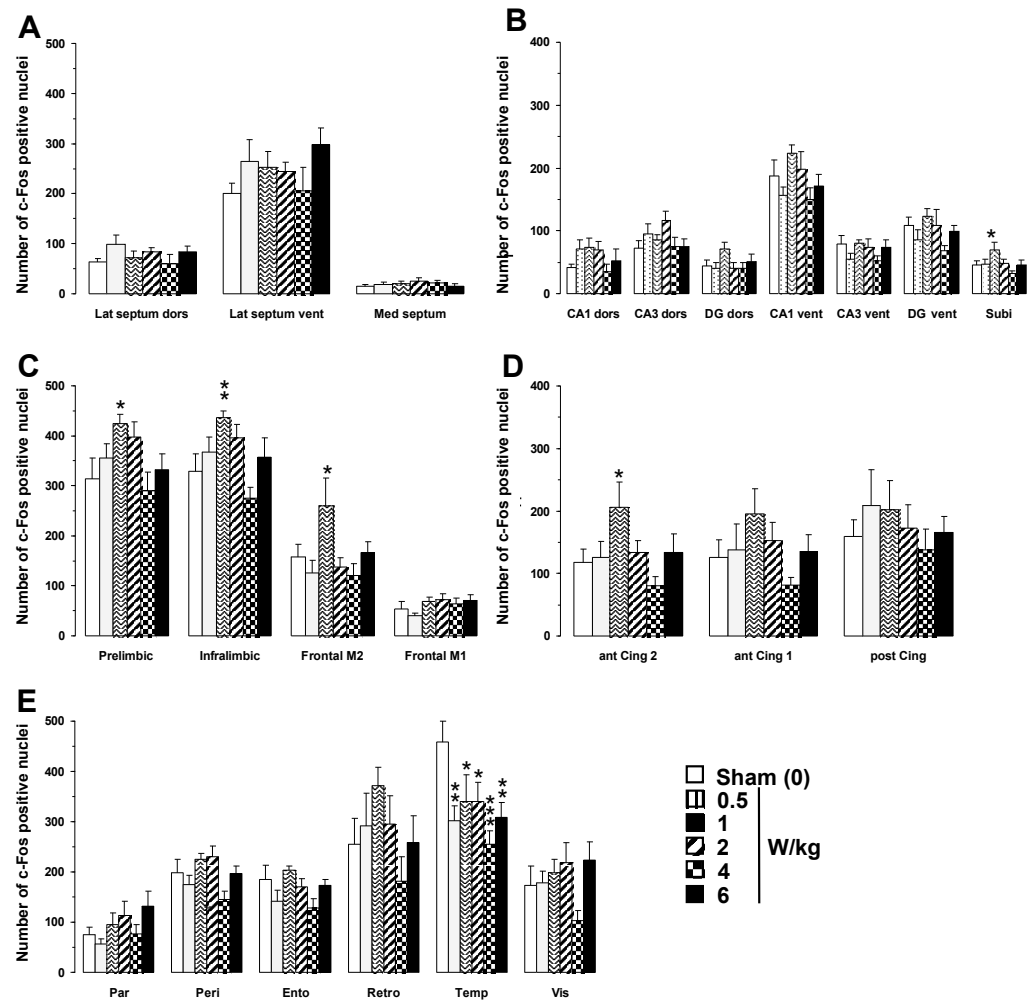 A
Number of c-Fos positive nuclei
500
400
300
200
100
0
Lat septum dors Lat septum vent Med septum
B
Number of c-Fos positive nuclei
400
300
200
100
0
*
CA1 dors CA3 dors DG dors CA1 vent CA3 vent DG vent Subi
C
Number of c-Fos positive nuclei
500
400
300
200
100
0
* ** *
Prelimbic Infralimbic Frontal M2 Frontal M1
D
Number of c-Fos positive nuclei
400
300
200
100
0
*
ant Cing 2 ant Cing 1 post Cing
E
Number of c-Fos positive nuclei
500
400
300
200
100
0
** * * *** **
Par Peri Ento Retro Temp Vis
Sham (0)
0.5
1
2
4
6
W/kg